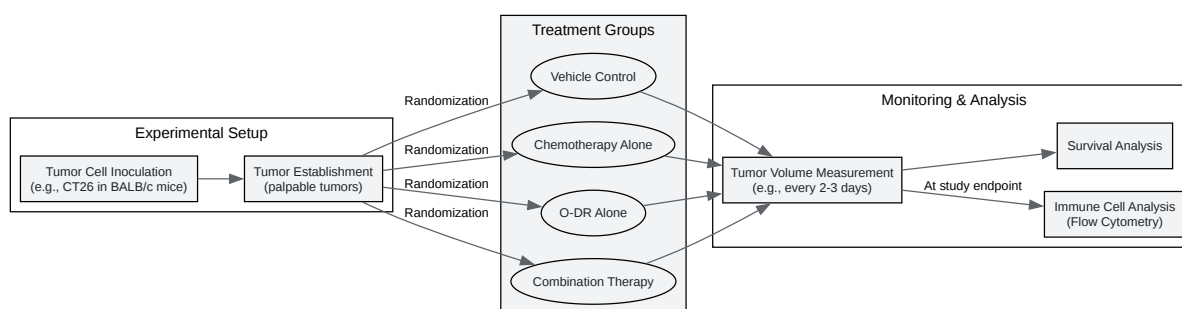 Experimental Setup
Tumor Cell Inoculation
(e.g., CT26 in BALB/c mice)
Tumor Establishment
(palpable tumors)
Randomization
Randomization
Randomization
Randomization
Treatment Groups
Vehicle Control
Chemotherapy Alone
O-DR Alone
Combination Therapy
Monitoring & Analysis
Tumor Volume Measurement
(e.g., every 2-3 days)
At study endpoint
Survival Analysis
Immune Cell Analysis
(Flow Cytometry)